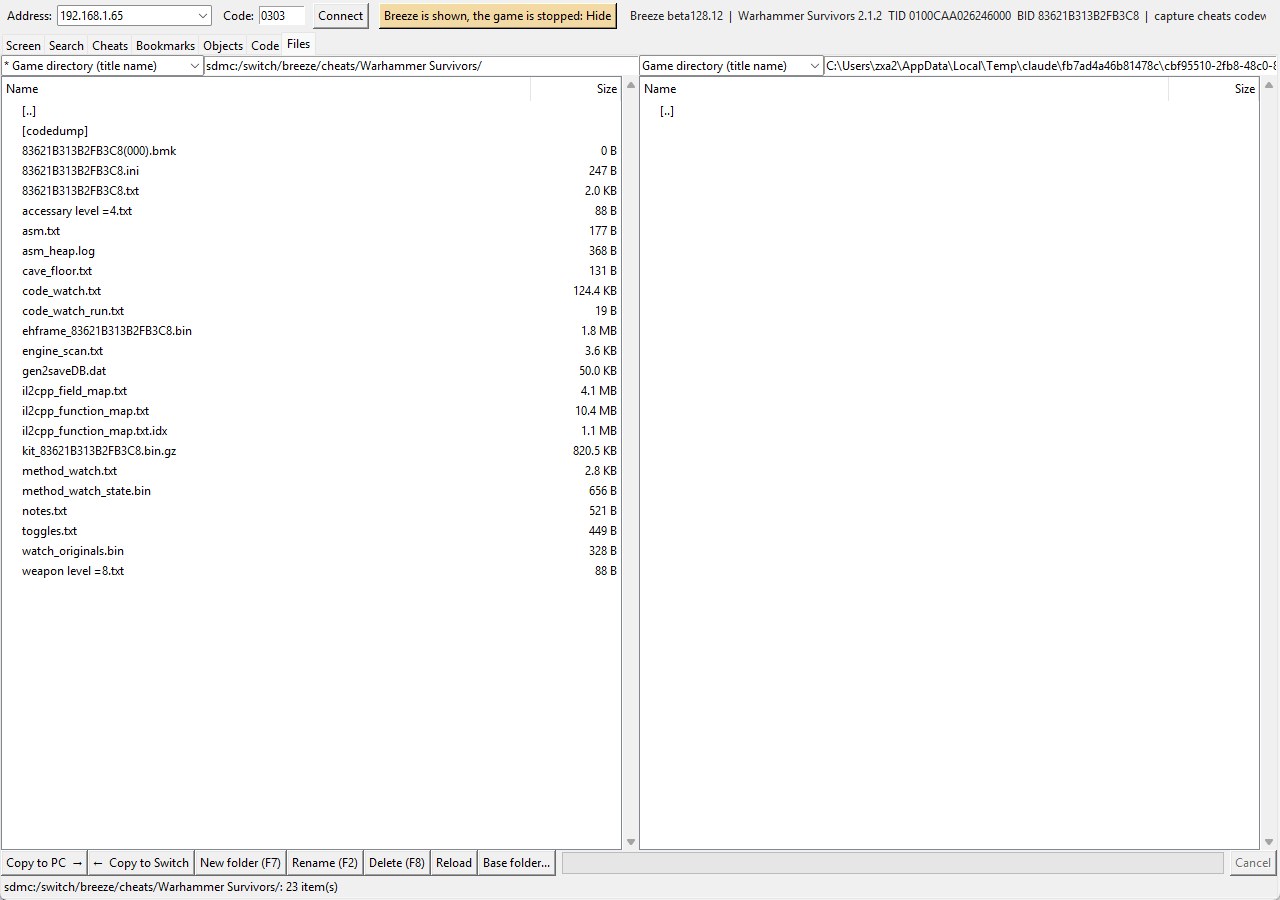 Address: 192.168.1.65 Code: 0303 Connect Breeze is shown, the game is stopped: Hide Breeze beta128.12 | Warhammer Survivors 2.1.2 TID 0100CAA026246000 BID 83621B313B2FB3C8 | capture cheats codew
Screen Search Cheats Bookmarks Objects Code Files
* Game directory (title name) sdmc:/switch/breeze/cheats/Warhammer Survivors/ Game directory (title name) C:\Users\zxa2\AppData\Local\Temp\claude\fb7ad4a46b81478c\cbf95510-2fb8-48c0-8
Name Size Name Size
[..] [..]
[codedump]
83621B313B2FB3C8(000).bmk 0 B
83621B313B2FB3C8.ini 247 B
83621B313B2FB3C8.txt 2.0 KB
accessary level =4.txt 88 B
asm.txt 177 B
asm_heap.log 368 B
cave_floor.txt 131 B
code_watch.txt 124.4 KB
code_watch_run.txt 19 B
ehframe_83621B313B2FB3C8.bin 1.8 MB
engine_scan.txt 3.6 KB
gen2saveDB.dat 50.0 KB
il2cpp_field_map.txt 4.1 MB
il2cpp_function_map.txt 10.4 MB
il2cpp_function_map.txt.idx 1.1 MB
kit_83621B313B2FB3C8.bin.gz 820.5 KB
method_watch.txt 2.8 KB
method_watch_state.bin 656 B
notes.txt 521 B
toggles.txt 449 B
watch_originals.bin 328 B
weapon level =8.txt 88 B
Copy to PC → ← Copy to Switch New folder (F7) Rename (F2) Delete (F8) Reload Base folder... Cancel
sdmc:/switch/breeze/cheats/Warhammer Survivors/: 23 item(s)